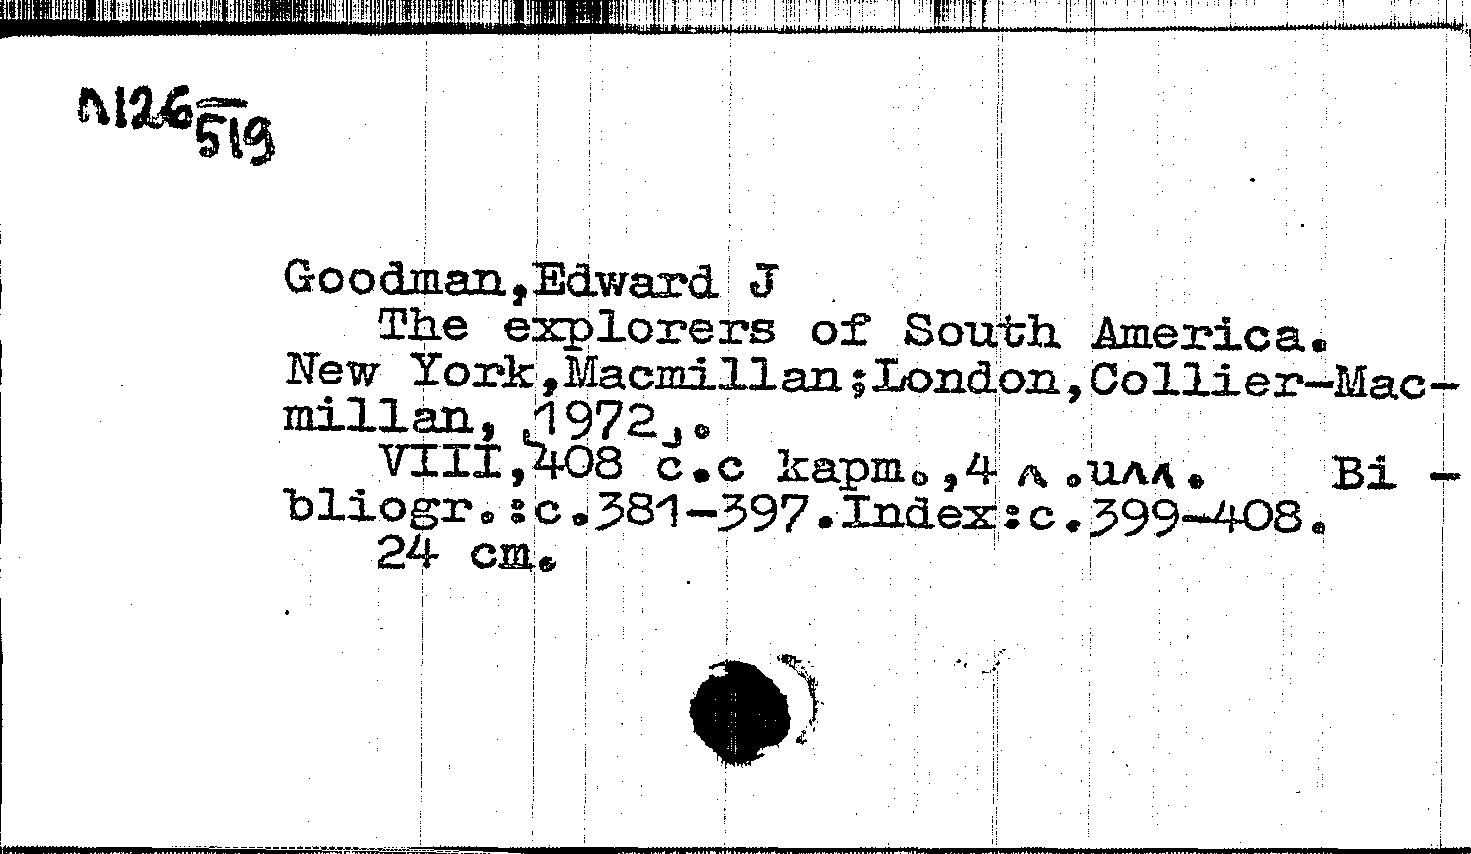 Л126/519
Goodman,Edward J
The explorers of South America.
New York,Macmillan;London,Collier-Mac-
millan, [1972].
VIII,408 c.c kapm.,4 л.илл. Bi -
bliogr.:c.381-397.Index:c.399-408.
24 cm.